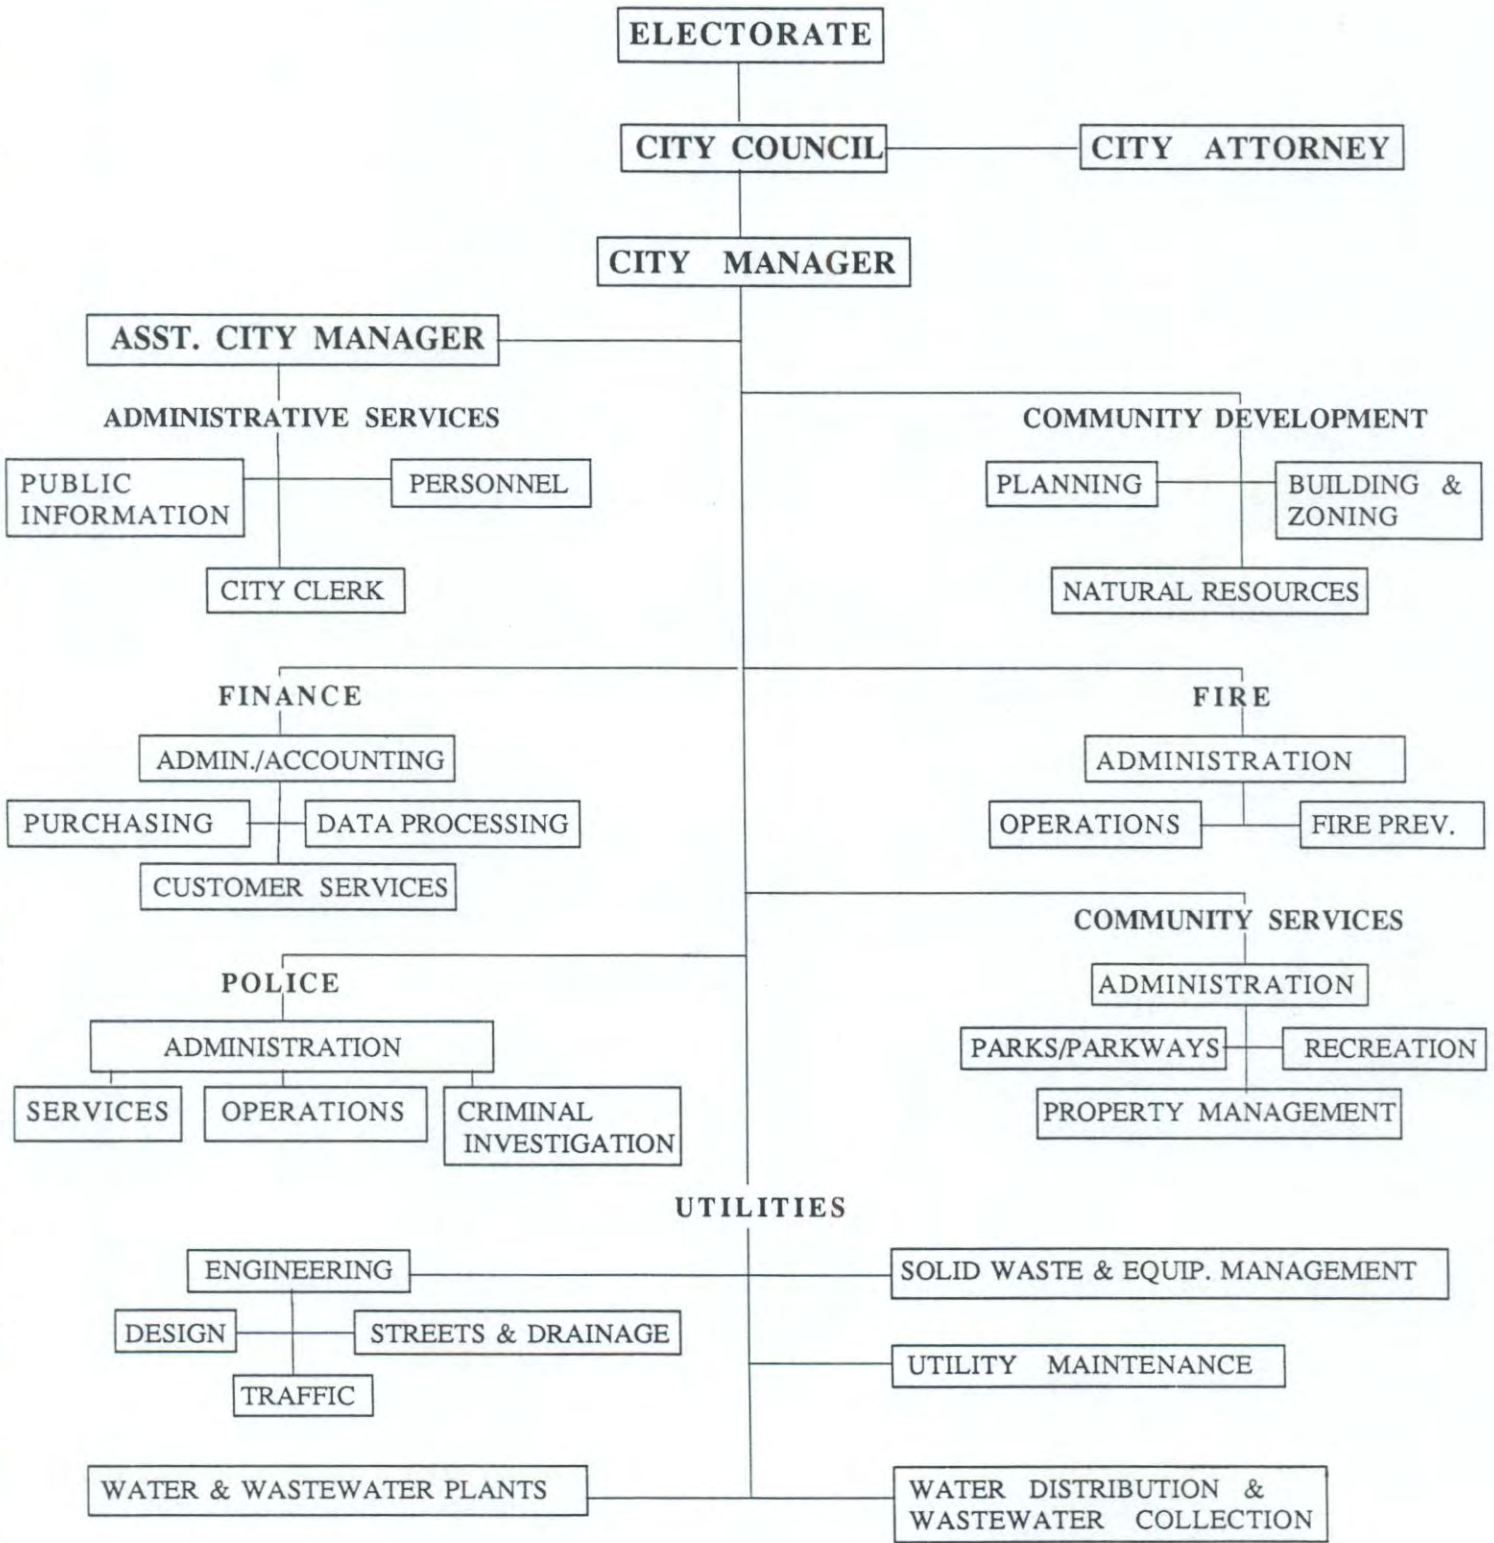 ELECTORATE
CITY COUNCIL
CITY ATTORNEY
CITY MANAGER
ASST. CITY MANAGER
ADMINISTRATIVE SERVICES
PUBLIC
INFORMATION
PERSONNEL
CITY CLERK
COMMUNITY DEVELOPMENT
PLANNING
BUILDING &
ZONING
NATURAL RESOURCES
FINANCE
ADMIN./ACCOUNTING
PURCHASING
DATA PROCESSING
CUSTOMER SERVICES
FIRE
ADMINISTRATION
OPERATIONS
FIRE PREV.
POLICE
ADMINISTRATION
SERVICES
OPERATIONS
CRIMINAL
INVESTIGATION
COMMUNITY SERVICES
ADMINISTRATION
PARKS/PARKWAYS
RECREATION
PROPERTY MANAGEMENT
UTILITIES
ENGINEERING
DESIGN
STREETS & DRAINAGE
TRAFFIC
SOLID WASTE & EQUIP. MANAGEMENT
UTILITY MAINTENANCE
WATER & WASTEWATER PLANTS
WATER DISTRIBUTION &
WASTEWATER COLLECTION